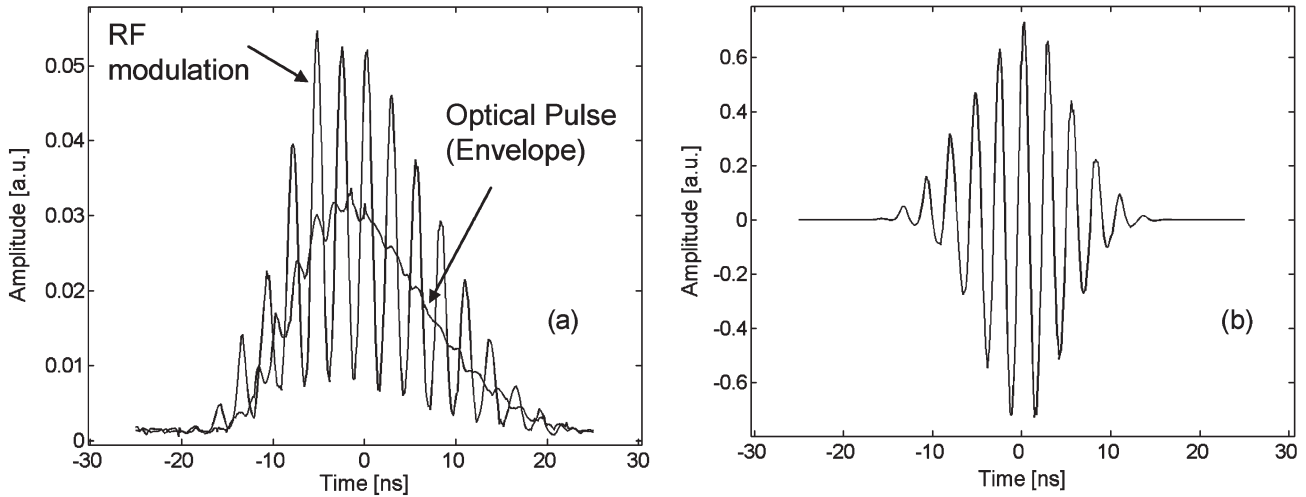 RF
modulation
Optical Pulse
(Envelope)
(a)
Amplitude [a.u.]
0.05
0.04
0.03
0.02
0.01
0
-30
-20
-10
0
10
20
30
Time [ns]
(b)
Amplitude [a.u.]
0.6
0.4
0.2
0
-0.2
-0.4
-0.6
-30
-20
-10
0
10
20
30
Time [ns]